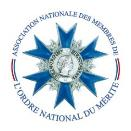 ASSOCIATION NATIONALE DES MEMBRES DE
L'ORDRE NATIONAL DU MÉRITE